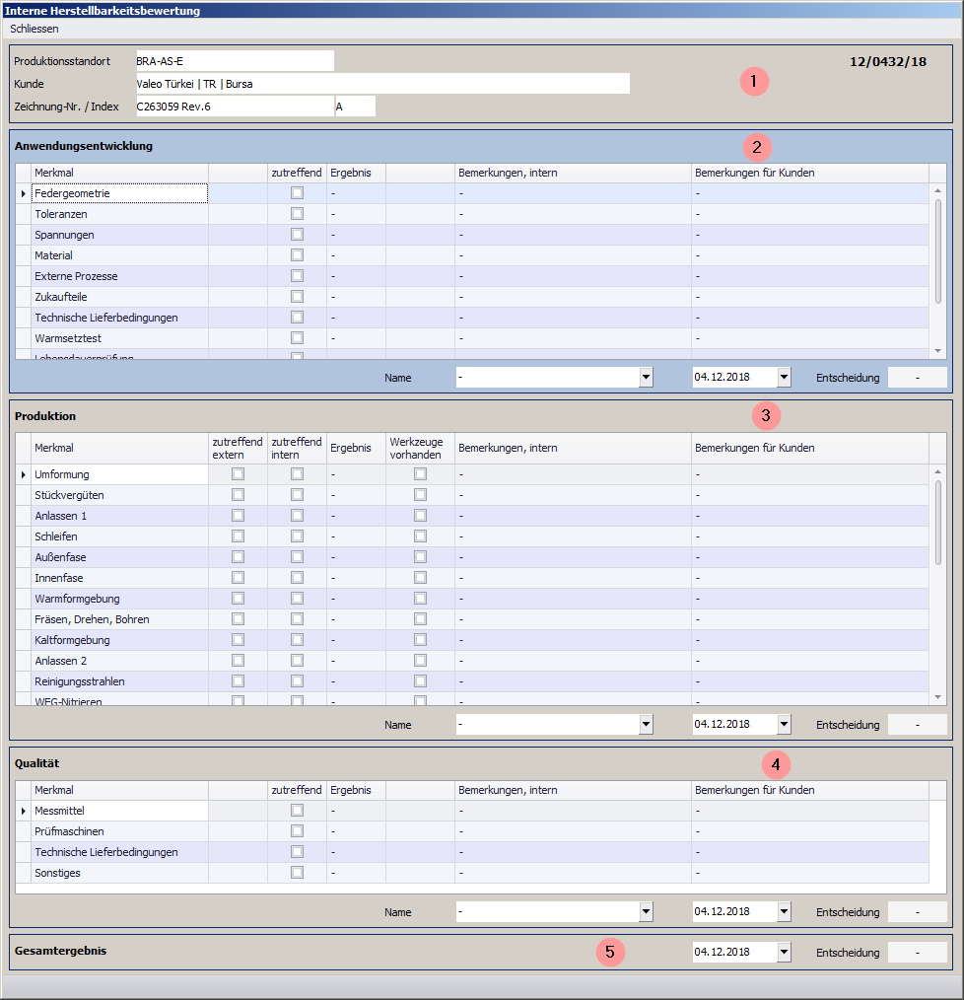 Interne Herstellbarkeitsbewertung
Schliessen
Produktionsstandort BRA-AS-E 12/0432/18
Kunde Valeo Türkei | TR | Bursa 1
Zeichnung-Nr. / Index C263059 Rev.6 A
Anwendungsentwicklung 2
Merkmal zutreffend Ergebnis Bemerkungen, intern Bemerkungen für Kunden
Federgeometrie - - -
Toleranzen - - -
Spannungen - - -
Material - - -
Externe Prozesse - - -
Zukaufteile - - -
Technische Lieferbedingungen - - -
Warmsetztest - - -
Lebensdauerprüfung - - -
Name - 04.12.2018 Entscheidung -
Produktion 3
Merkmal zutreffend extern zutreffend intern Ergebnis Werkzeuge vorhanden Bemerkungen, intern Bemerkungen für Kunden
Umformung - - -
Stückvergüten - - -
Anlassen 1 - - -
Schleifen - - -
Außenfase - - -
Innenfase - - -
Warmformgebung - - -
Fräsen, Drehen, Bohren - - -
Kaltformgebung - - -
Anlassen 2 - - -
Reinigungsstrahlen - - -
WEG-Nitrieren - - -
Name - 04.12.2018 Entscheidung -
Qualität 4
Merkmal zutreffend Ergebnis Bemerkungen, intern Bemerkungen für Kunden
Messmittel - - -
Prüfmaschinen - - -
Technische Lieferbedingungen - - -
Sonstiges - - -
Name - 04.12.2018 Entscheidung -
Gesamtergebnis 5 04.12.2018 Entscheidung -